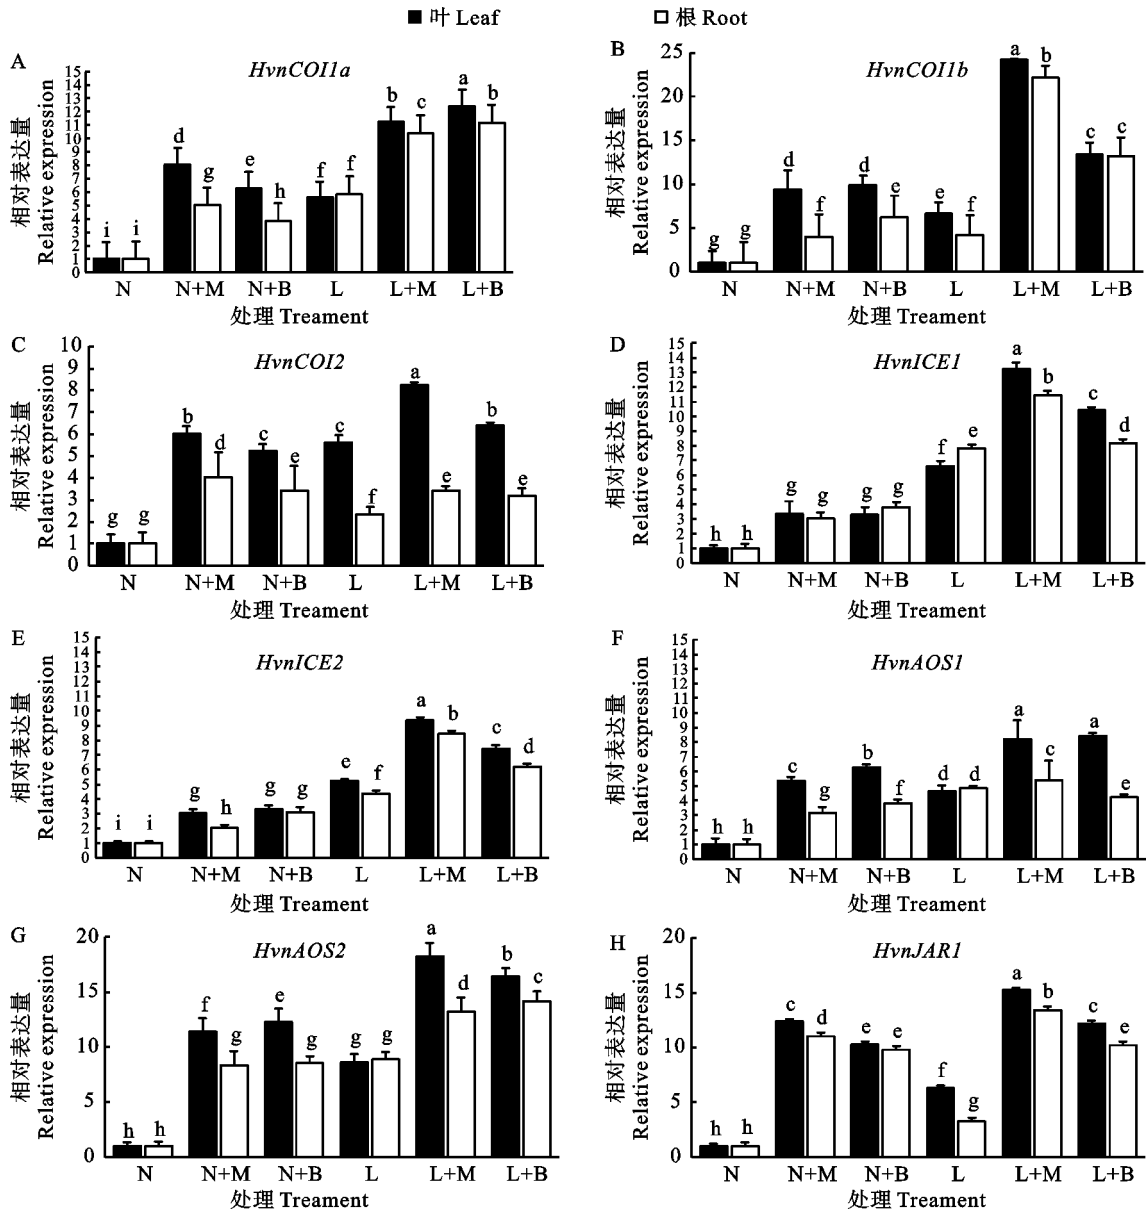 叶 Leaf 根 Root
A
HvnCOI1a
相对表达量
Relative expression
15
14
13
12
11
10
9
8
7
6
5
4
3
2
1
0
i i d g e h f f b c a b
N N+M N+B L L+M L+B
处理 Treament
B
HvnCOI1b
相对表达量
Relative expression
25
20
15
10
5
0
g g d f d e e f a b c c
N N+M N+B L L+M L+B
处理 Treament
C
HvnCOI2
相对表达量
Relative expression
10
9
8
7
6
5
4
3
2
1
0
g g b d c e c f a e b e
N N+M N+B L L+M L+B
处理 Treament
D
HvnICE1
相对表达量
Relative expression
15
14
13
12
11
10
9
8
7
6
5
4
3
2
1
0
h h g g g g f e a b c d
N N+M N+B L L+M L+B
处理 Treament
E
HvnICE2
相对表达量
Relative expression
15
14
13
12
11
10
9
8
7
6
5
4
3
2
1
0
i i g h g g e f a b c d
N N+M N+B L L+M L+B
处理 Treament
F
HvnAOS1
相对表达量
Relative expression
15
14
13
12
11
10
9
8
7
6
5
4
3
2
1
0
h h c g b f d d a c a e
N N+M N+B L L+M L+B
处理 Treament
G
HvnAOS2
相对表达量
Relative expression
20
15
10
5
0
h h f g e g g g a d b c
N N+M N+B L L+M L+B
处理 Treament
H
HvnJAR1
相对表达量
Relative expression
20
15
10
5
0
h h c d e e f g a b c e
N N+M N+B L L+M L+B
处理 Treament